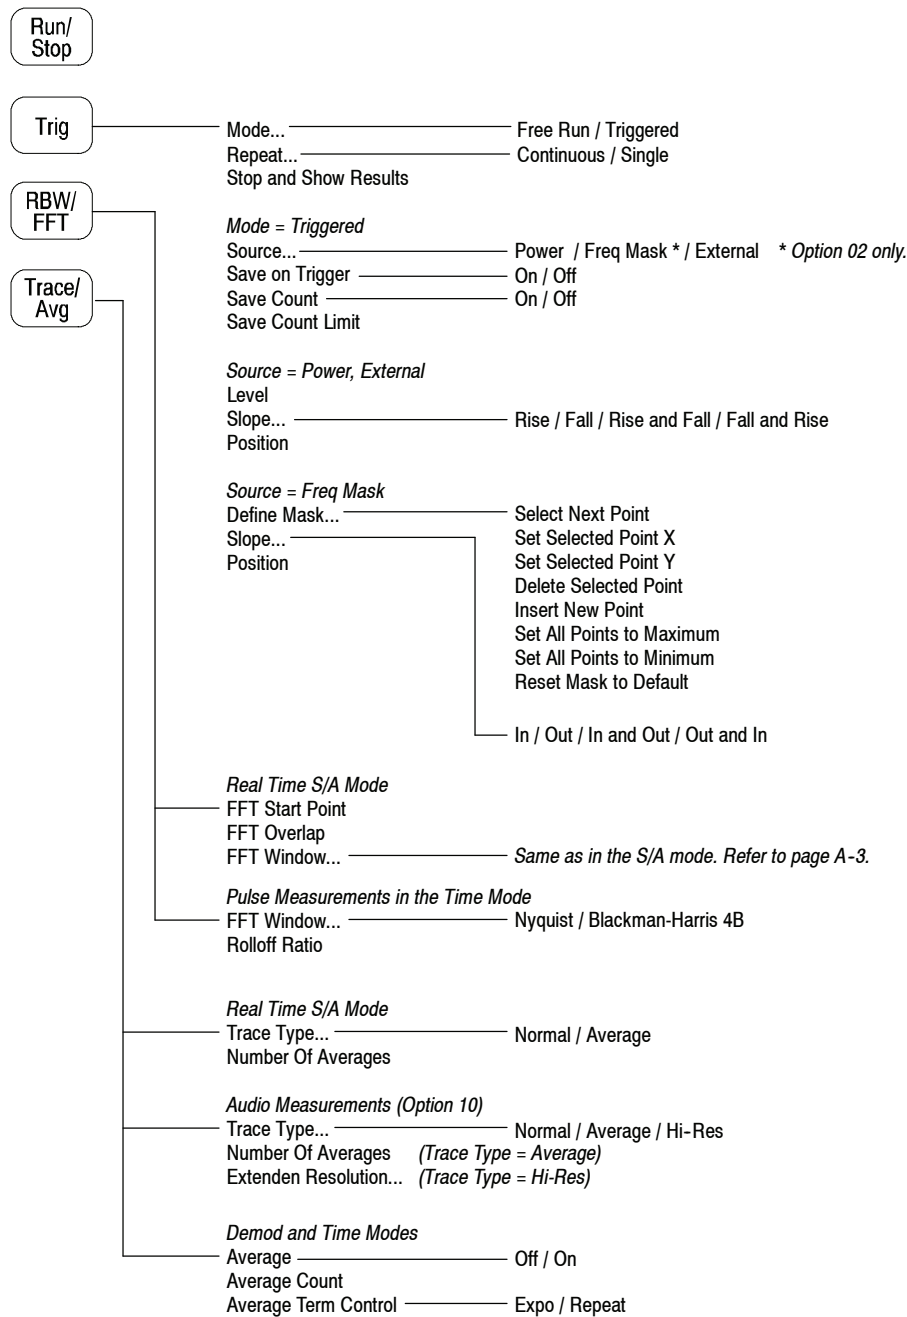 Run/
Stop
Trig
Mode... Free Run / Triggered
Repeat... Continuous / Single
Stop and Show Results
RBW/
FFT
Mode = Triggered
Source... Power / Freq Mask * / External * Option 02 only.
Save on Trigger On / Off
Trace/
Avg
Save Count On / Off
Save Count Limit
Source = Power, External
Level
Slope... Rise / Fall / Rise and Fall / Fall and Rise
Position
Source = Freq Mask
Define Mask... Select Next Point
Slope... Set Selected Point X
Position Set Selected Point Y
Delete Selected Point
Insert New Point
Set All Points to Maximum
Set All Points to Minimum
Reset Mask to Default
In / Out / In and Out / Out and In
Real Time S/A Mode
FFT Start Point
FFT Overlap
FFT Window... Same as in the S/A mode. Refer to page A-3.
Pulse Measurements in the Time Mode
FFT Window... Nyquist / Blackman-Harris 4B
Rolloff Ratio
Real Time S/A Mode
Trace Type... Normal / Average
Number Of Averages
Audio Measurements (Option 10)
Trace Type... Normal / Average / Hi-Res
Number Of Averages (Trace Type = Average)
Extenden Resolution... (Trace Type = Hi-Res)
Demod and Time Modes
Average Off / On
Average Count
Average Term Control Expo / Repeat